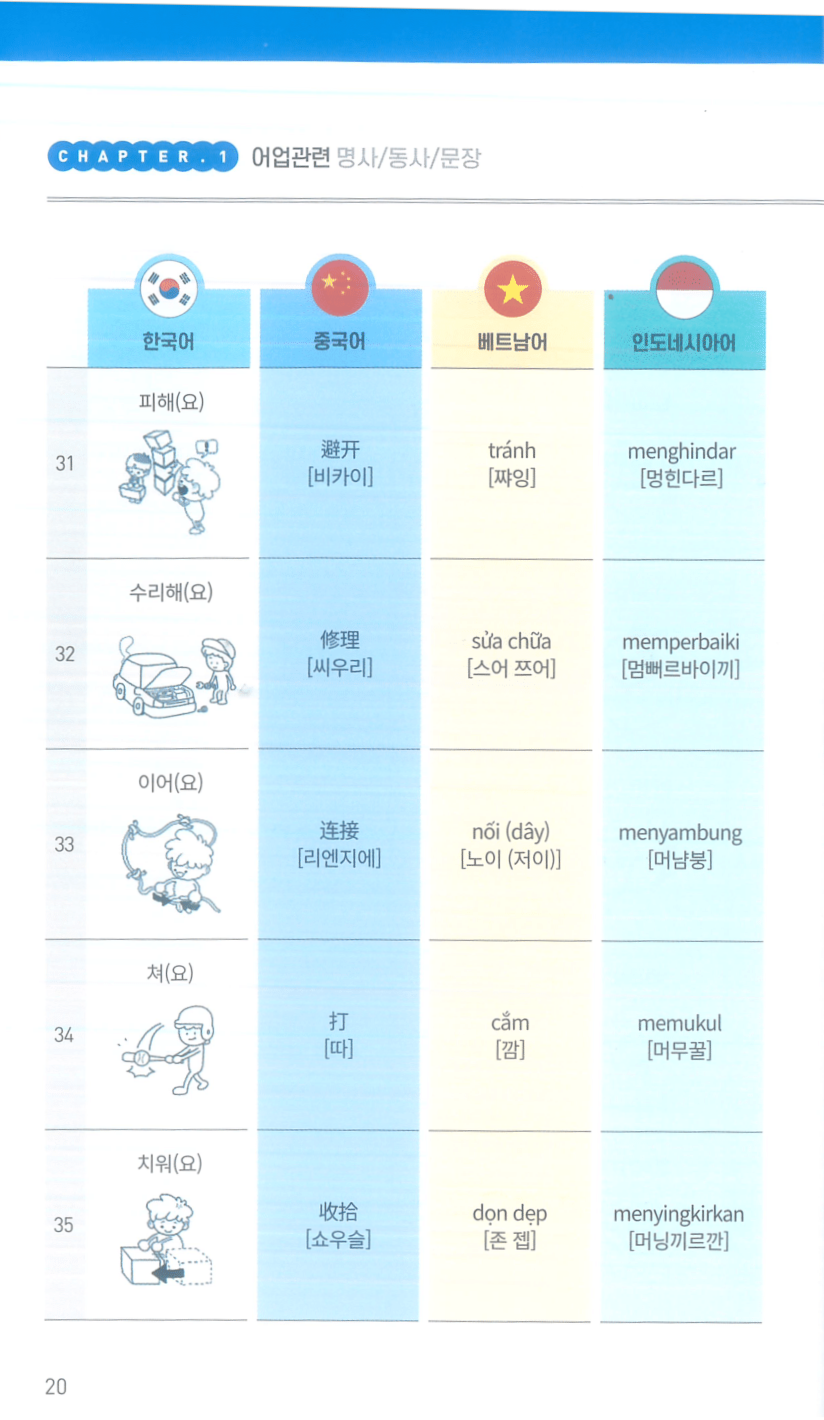 CHAPTER.1 어업관련 명사/동사/문장
한국어 중국어 베트남어 인도네시아어
31
피해(요)
避开
[비카이]
tránh
[쨔잉]
menghindar
[멍힌다르]
32
수리해(요)
修理
[씨우리]
sửa chữa
[스어 쯔어]
memperbaiki
[멈뻐르바이끼]
33
이어(요)
连接
[리엔지에]
nối (dây)
[노이 (저이)]
menyambung
[머냠붕]
34
쳐(요)
打
[따]
cắm
[깜]
memukul
[머무꿀]
35
치워(요)
收拾
[쇼우슬]
dọn dẹp
[존 젭]
menyingkirkan
[머닝끼르깐]
20